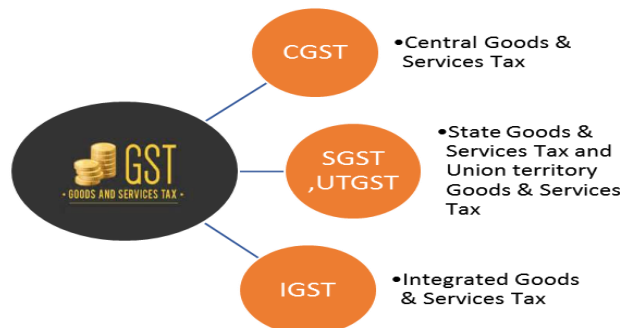 CGST
•Central Goods &
Services Tax
GST
• GOODS AND SERVICES TAX •
SGST
,UTGST
•State Goods &
Services Tax and
Union territory
Goods & Services
Tax
IGST
•Integrated Goods
& Services Tax